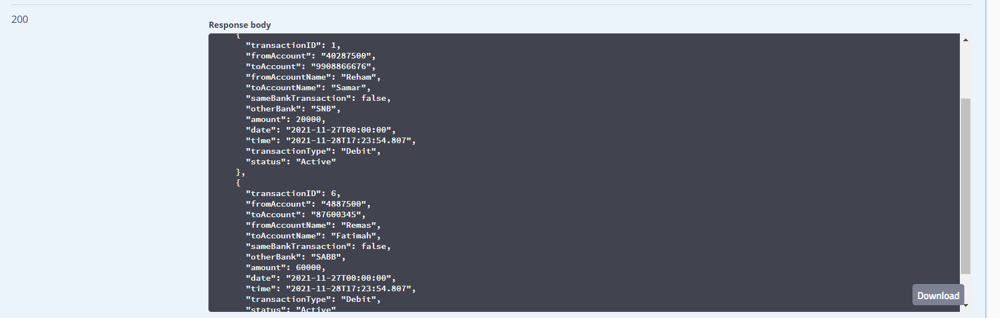 200
Response body
{
"transactionID": 1,
"fromAccount": "40287500",
"toAccount": "9908866676",
"fromAccountName": "Reham",
"toAccountName": "Samar",
"sameBankTransaction": false,
"otherBank": "SNB",
"amount": 20000,
"date": "2021-11-27T00:00:00",
"time": "2021-11-28T17:23:54.807",
"transactionType": "Debit",
"status": "Active"
},
{
"transactionID": 6,
"fromAccount": "4887500",
"toAccount": "87600345",
"fromAccountName": "Remas",
"toAccountName": "Fatimah",
"sameBankTransaction": false,
"otherBank": "SABB",
"amount": 60000,
"date": "2021-11-27T00:00:00",
"time": "2021-11-28T17:23:54.807",
"transactionType": "Debit",
"status": "Active"
Download